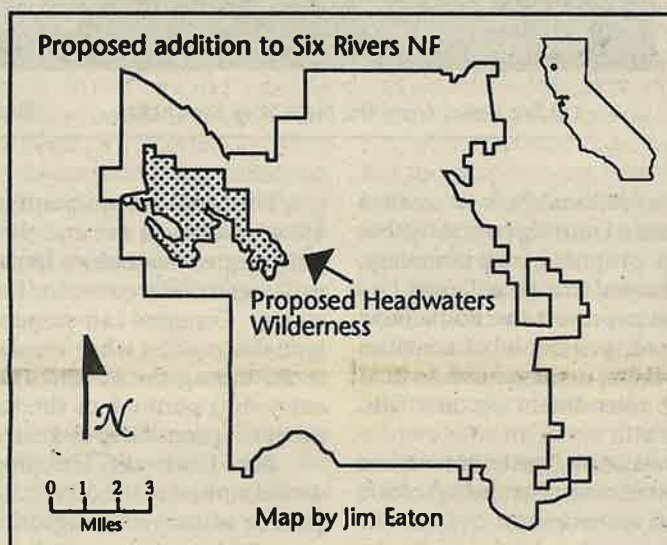 Proposed addition to Six Rivers NF
Proposed Headwaters
Wilderness
N
0 1 2 3
Miles
Map by Jim Eaton